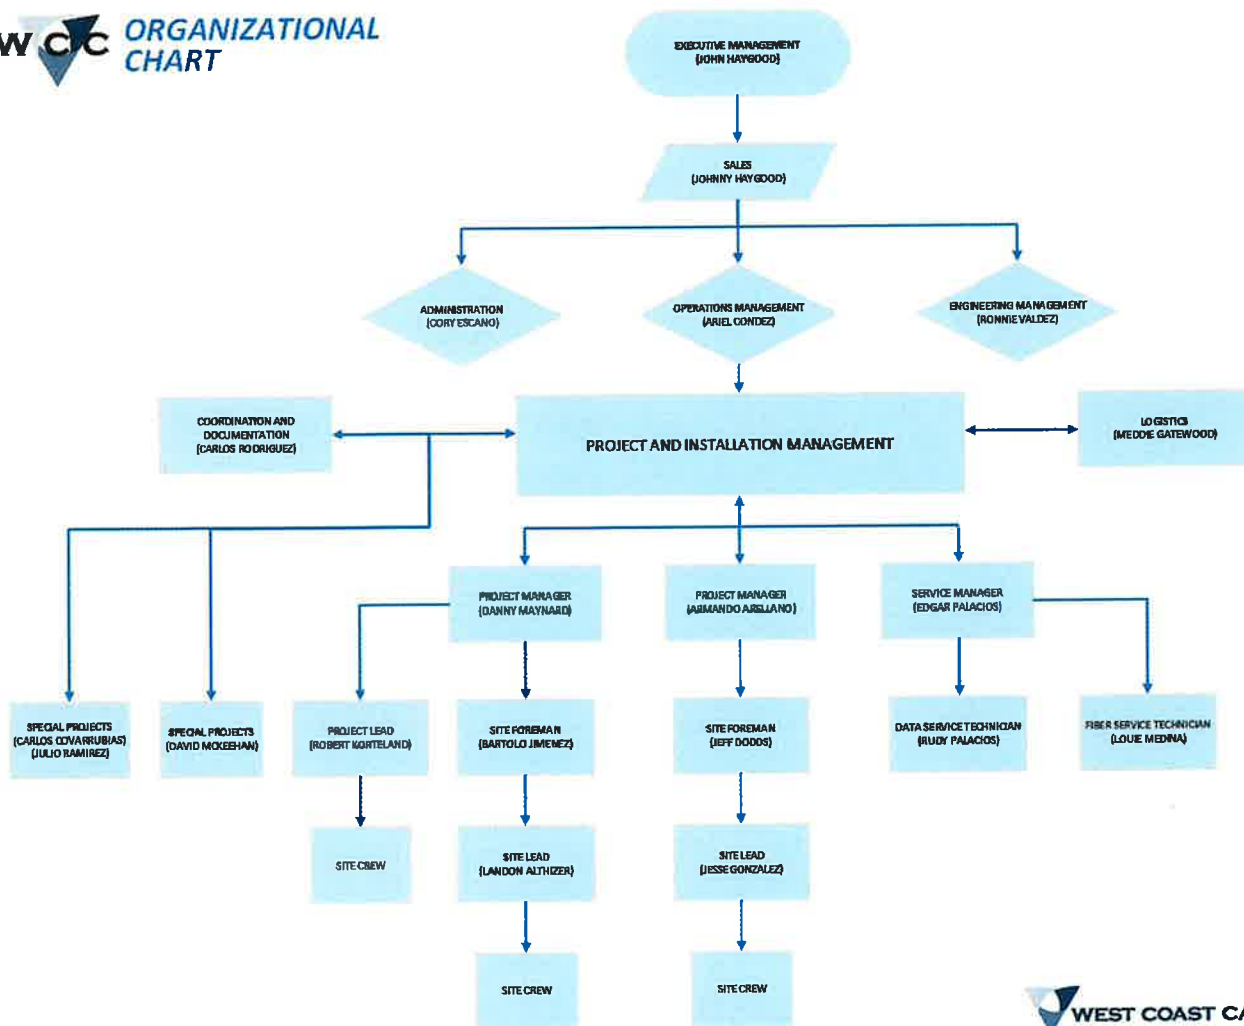 WCC ORGANIZATIONAL
CHART
EXECUTIVE MANAGEMENT
(JOHN HAYGOOD)
SALES
(JOHNNY HAYGOOD)
ADMINISTRATION
(CORY ESCANO)
OPERATIONS MANAGEMENT
(ARIEL CONDEZ)
ENGINEERING MANAGEMENT
(RONNIE VALDEZ)
COORDINATION AND
DOCUMENTATION
(CARLOS RODRIGUEZ)
PROJECT AND INSTALLATION MANAGEMENT
LOGISTICS
(MEDDIE GATEWOOD)
PROJECT MANAGER
(DANNY MAYNARD)
PROJECT MANAGER
(ARMANDO ARELLANO)
SERVICE MANAGER
(EDGAR PALACIOS)
SPECIAL PROJECTS
(CARLOS COVARRUBIAS)
(JULIO RAMIREZ)
SPECIAL PROJECTS
(DAVID MCKEEHAN)
PROJECT LEAD
(ROBERT KORTELAND)
SITE FOREMAN
(BARTOLO JIMENEZ)
SITE FOREMAN
(JEFF DODDS)
DATA SERVICE TECHNICIAN
(RUDY PALACIOS)
FIBER SERVICE TECHNICIAN
(LOUIE MEDINA)
SITE CREW
SITE LEAD
(LANDON ALTHIZER)
SITE LEAD
(JESSE GONZALEZ)
SITE CREW
SITE CREW
WEST COAST CA